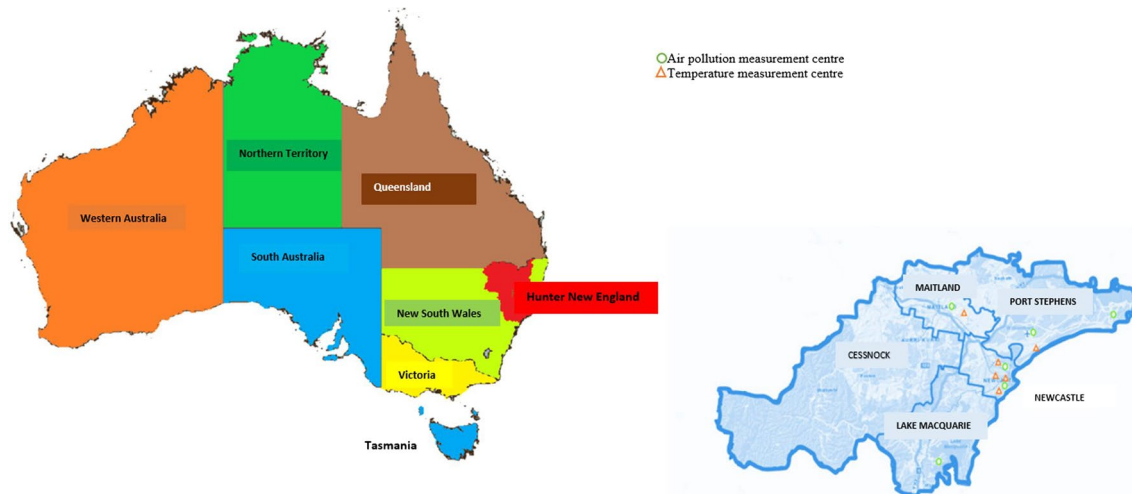 Air pollution measurement centre
Temperature measurement centre
Northern Territory
Queensland
Western Australia
South Australia
Hunter New England
New South Wales
Victoria
Tasmania
MAITLAND
PORT STEPHENS
CESSNOCK
NEWCASTLE
LAKE MACQUARIE